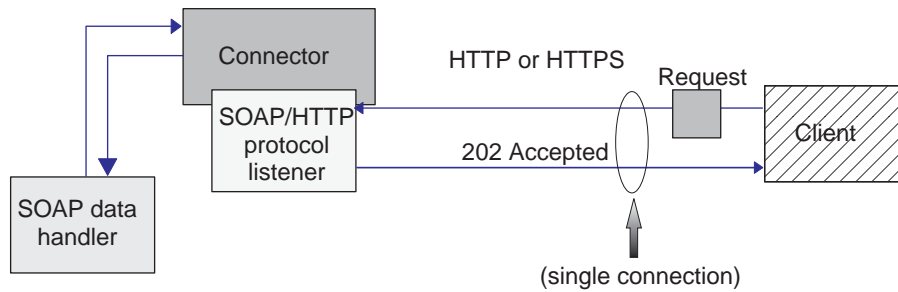 Connector
HTTP or HTTPS
Request
SOAP/HTTP
protocol
listener
Client
202 Accepted
SOAP data
handler
(single connection)